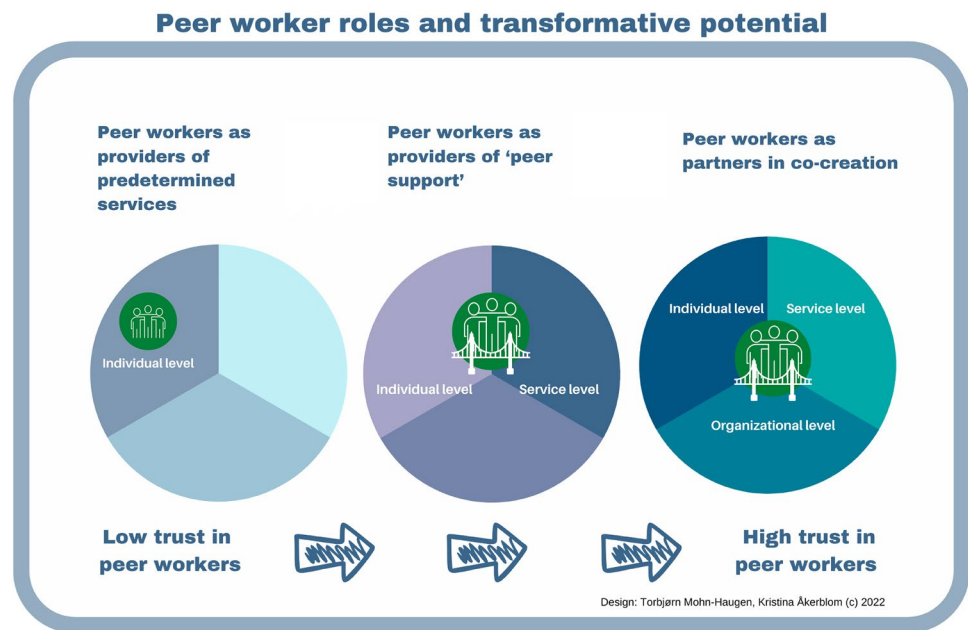 Peer worker roles and transformative potential
Peer workers as
providers of
predetermined
services
Peer workers as
providers of ‘peer
support’
Peer workers as
partners in co-creation
Individual level
Individual level
Service level
Individual level
Service level
Organizational level
Low trust in
peer workers
High trust in
peer workers
Design: Torbjørn Mohn-Haugen, Kristina Åkerblom (c) 2022